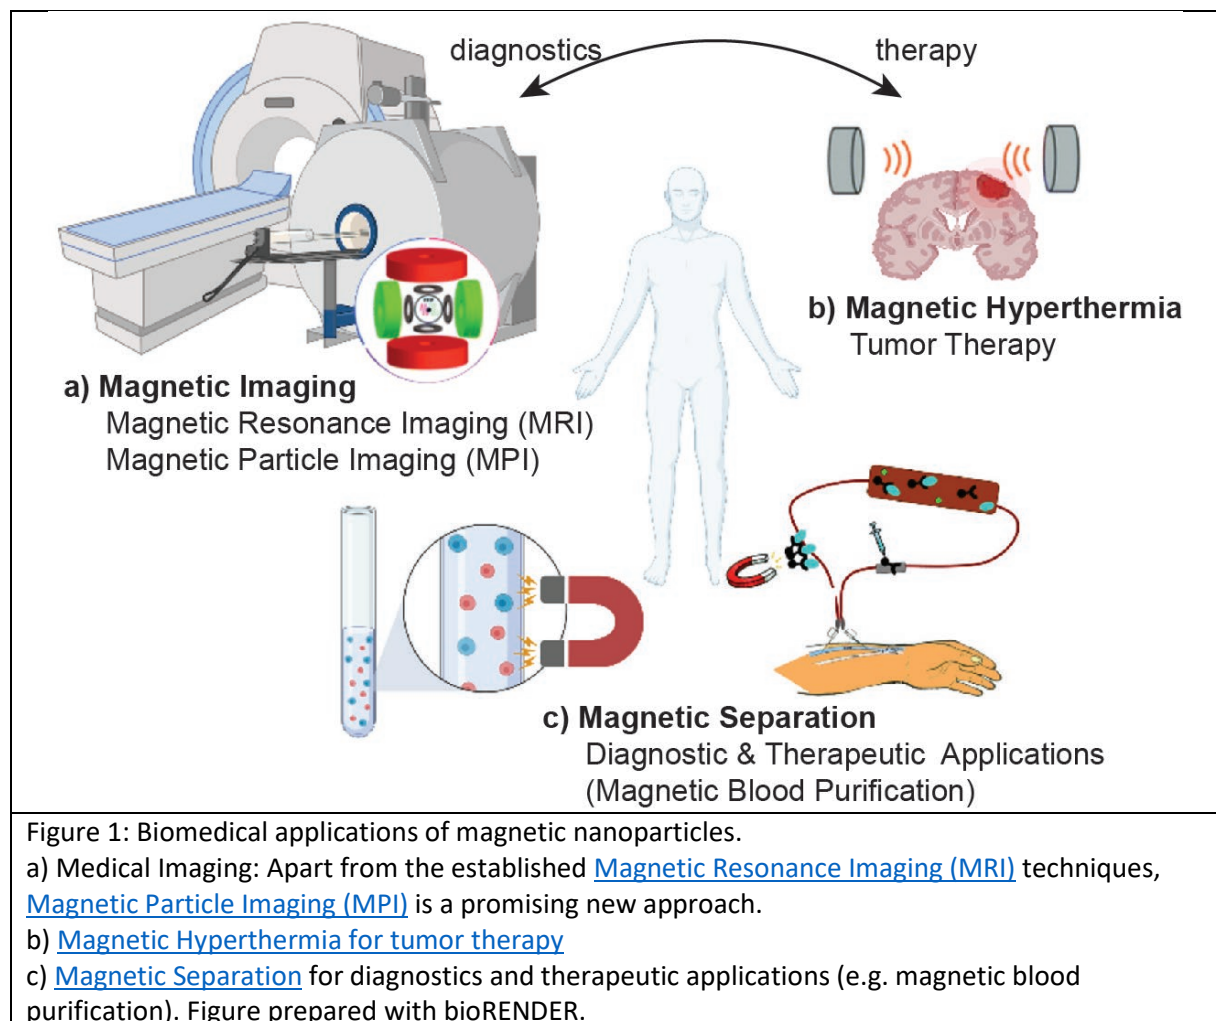 diagnostics
therapy
b) Magnetic Hyperthermia
Tumor Therapy
a) Magnetic Imaging
Magnetic Resonance Imaging (MRI)
Magnetic Particle Imaging (MPI)
c) Magnetic Separation
Diagnostic & Therapeutic Applications
(Magnetic Blood Purification)
Figure 1: Biomedical applications of magnetic nanoparticles.
a) Medical Imaging: Apart from the established Magnetic Resonance Imaging (MRI) techniques,
Magnetic Particle Imaging (MPI) is a promising new approach.
b) Magnetic Hyperthermia for tumor therapy
c) Magnetic Separation for diagnostics and therapeutic applications (e.g. magnetic blood
purification). Figure prepared with bioRENDER.